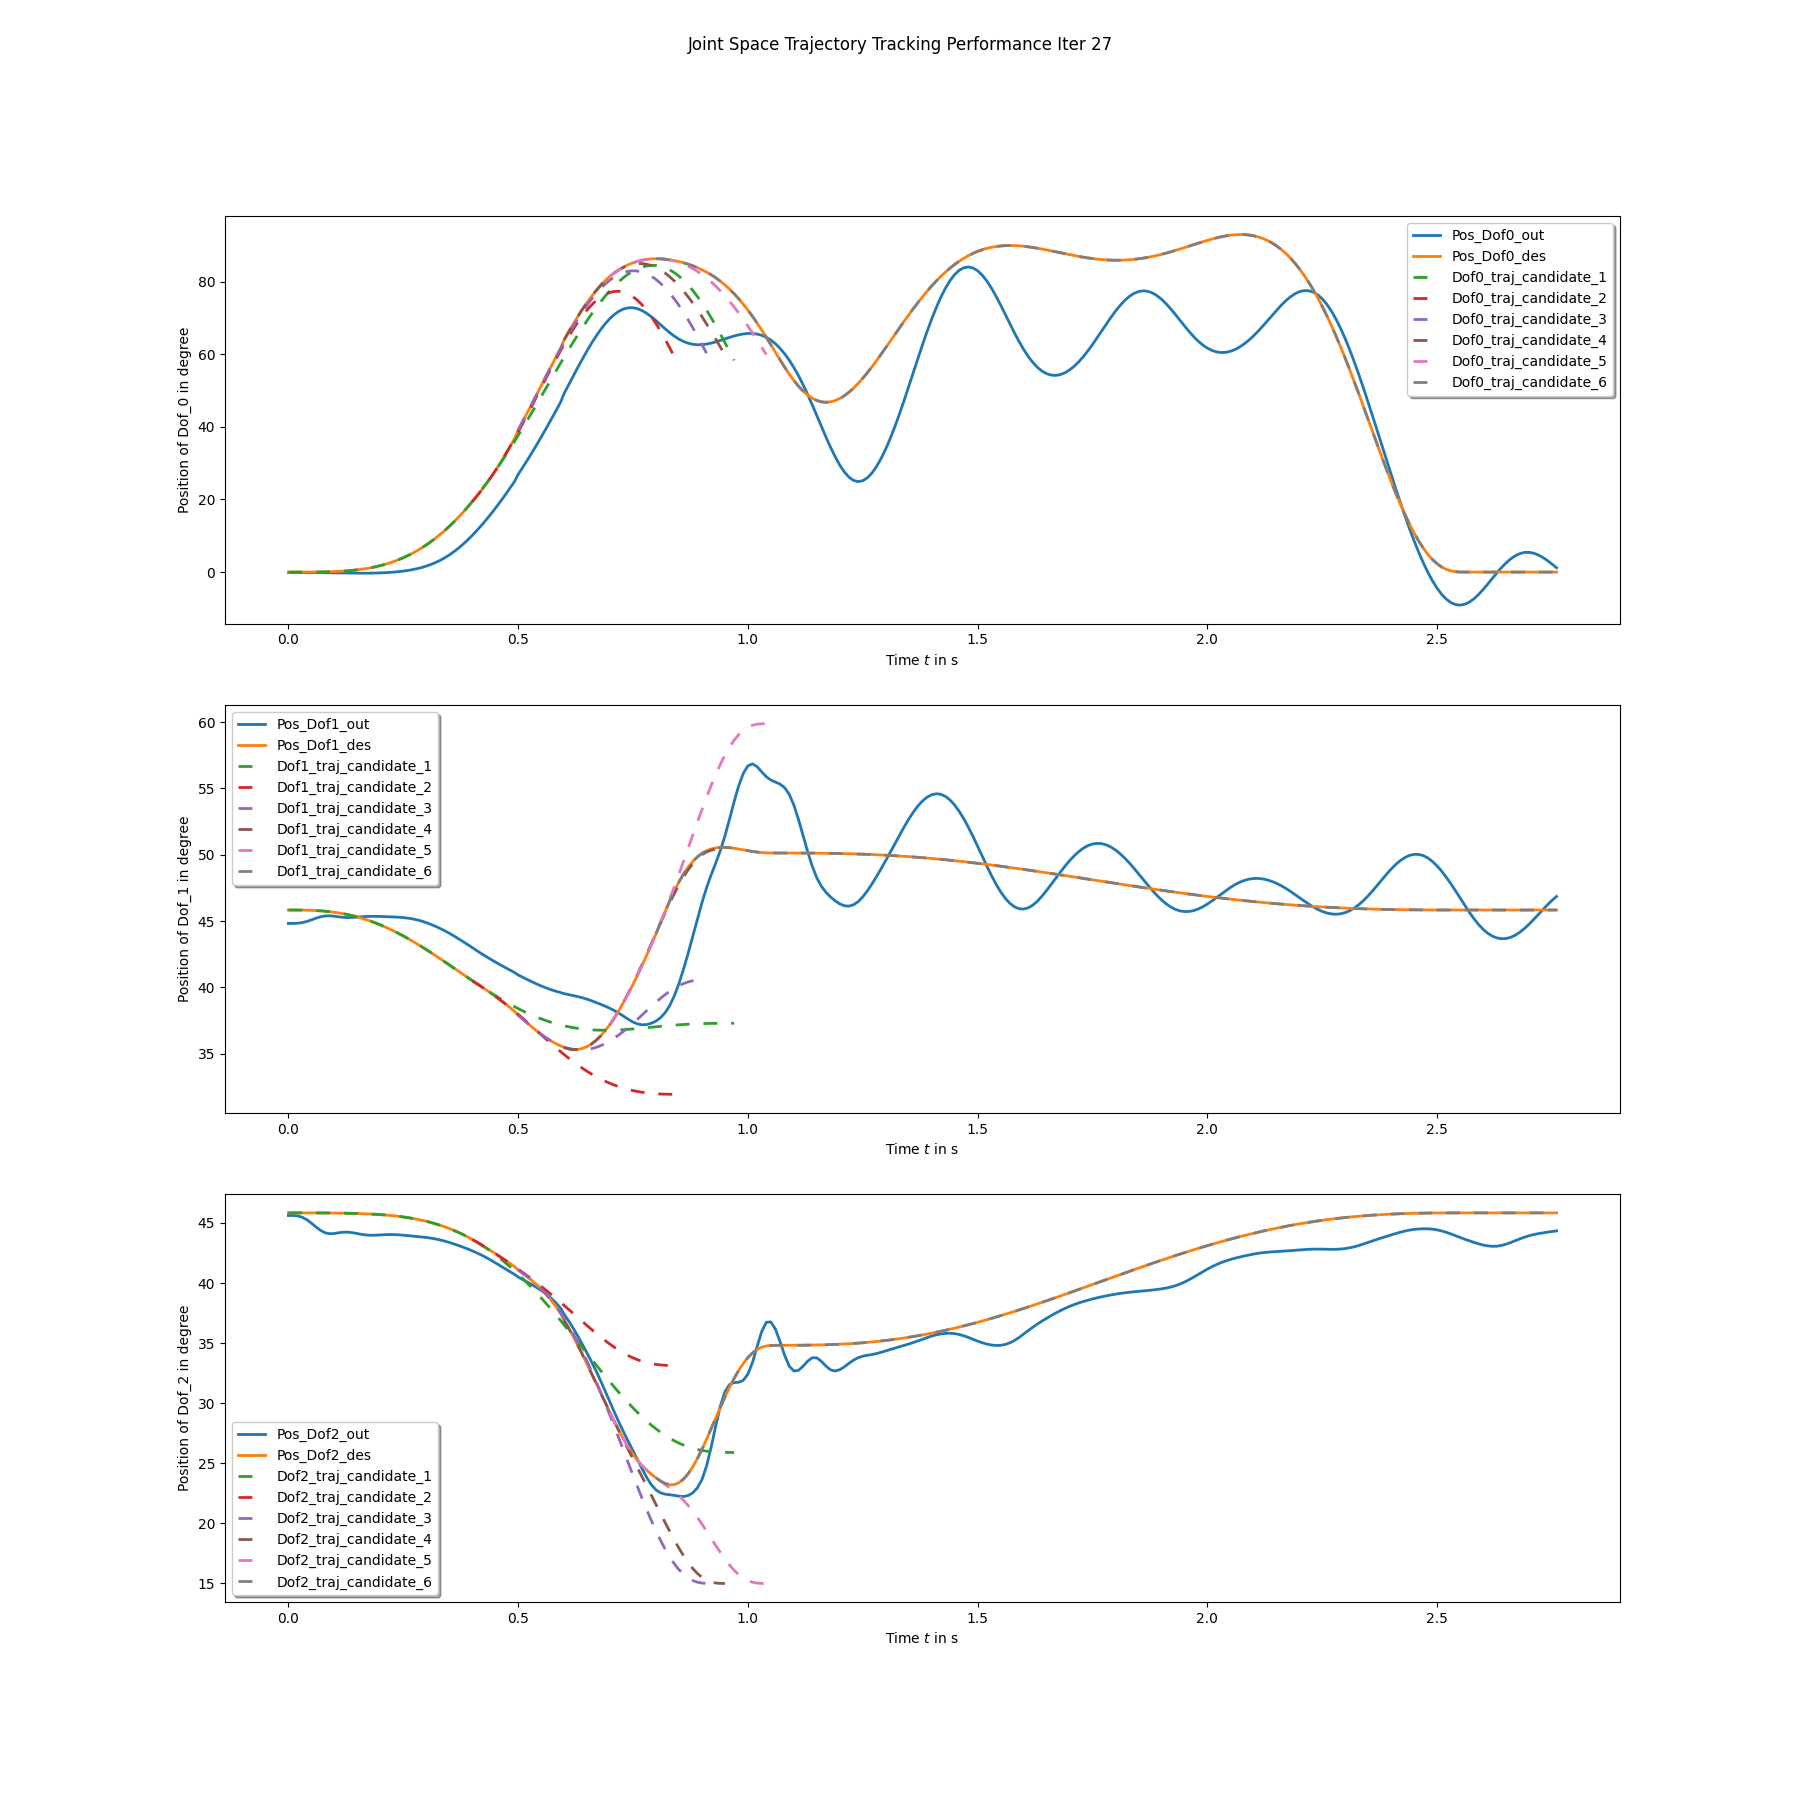 Joint Space Trajectory Tracking Performance Iter 27
Position of Dof_0 in degree
80
60
40
20
0
Pos_Dof0_out
Pos_Dof0_des
Dof0_traj_candidate_1
Dof0_traj_candidate_2
Dof0_traj_candidate_3
Dof0_traj_candidate_4
Dof0_traj_candidate_5
Dof0_traj_candidate_6
0.0 0.5 1.0 1.5 2.0 2.5
Time t in s
Position of Dof_1 in degree
60
55
50
45
40
35
Pos_Dof1_out
Pos_Dof1_des
Dof1_traj_candidate_1
Dof1_traj_candidate_2
Dof1_traj_candidate_3
Dof1_traj_candidate_4
Dof1_traj_candidate_5
Dof1_traj_candidate_6
0.0 0.5 1.0 1.5 2.0 2.5
Time t in s
Position of Dof_2 in degree
45
40
35
30
25
20
15
Pos_Dof2_out
Pos_Dof2_des
Dof2_traj_candidate_1
Dof2_traj_candidate_2
Dof2_traj_candidate_3
Dof2_traj_candidate_4
Dof2_traj_candidate_5
Dof2_traj_candidate_6
0.0 0.5 1.0 1.5 2.0 2.5
Time t in s